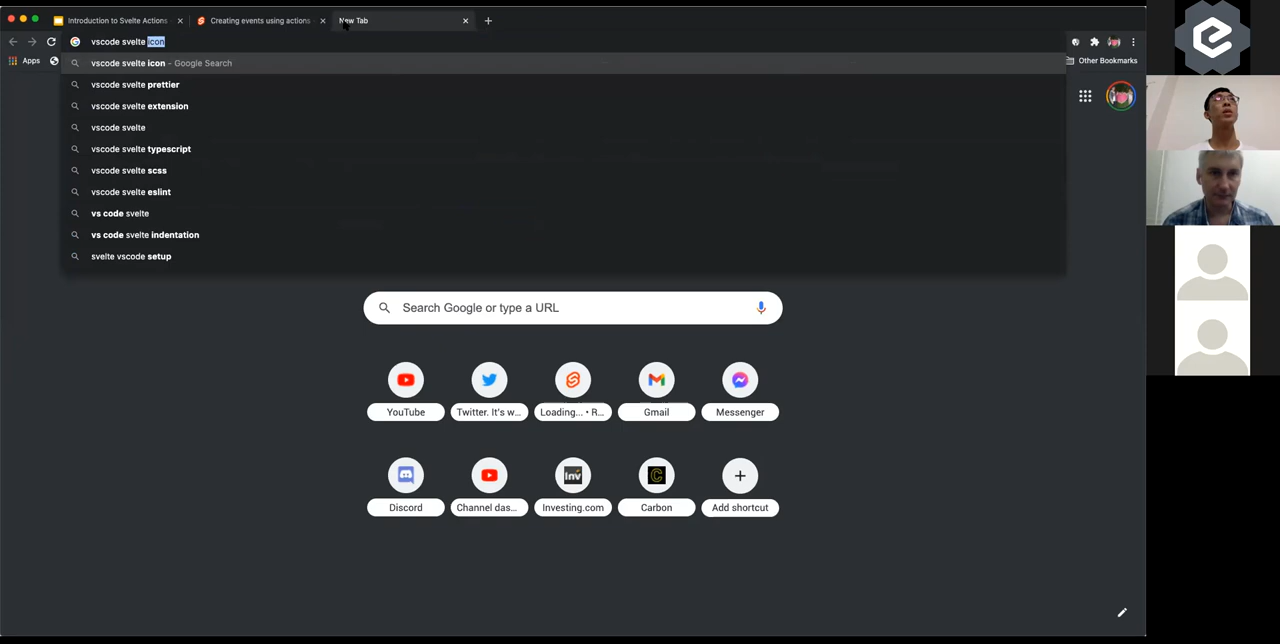 Introduction to Svelte Actions
Creating events using actions
New Tab
vscode svelte icon
Apps
Other Bookmarks
vscode svelte icon - Google Search
vscode svelte prettier
vscode svelte extension
vscode svelte
vscode svelte typescript
vscode svelte scss
vscode svelte eslint
vs code svelte
vs code svelte indentation
svelte vscode setup
Search Google or type a URL
YouTube
Twitter. It's w...
Loading... • R...
Gmail
Messenger
inv
C
Discord
Channel das...
Investing.com
Carbon
Add shortcut